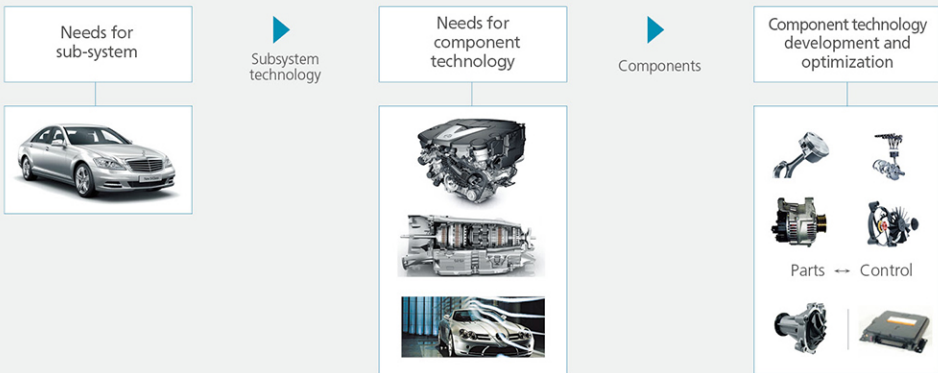 Needs for
sub-system
Subsystem
technology
Needs for
component
technology
Components
Component technology
development and
optimization
Parts ↔ Control